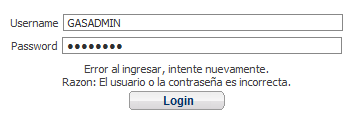 Username GASADMIN
Password ••••••••
Error al ingresar, intente nuevamente.
Razon: El usuario o la contraseña es incorrecta.
Login